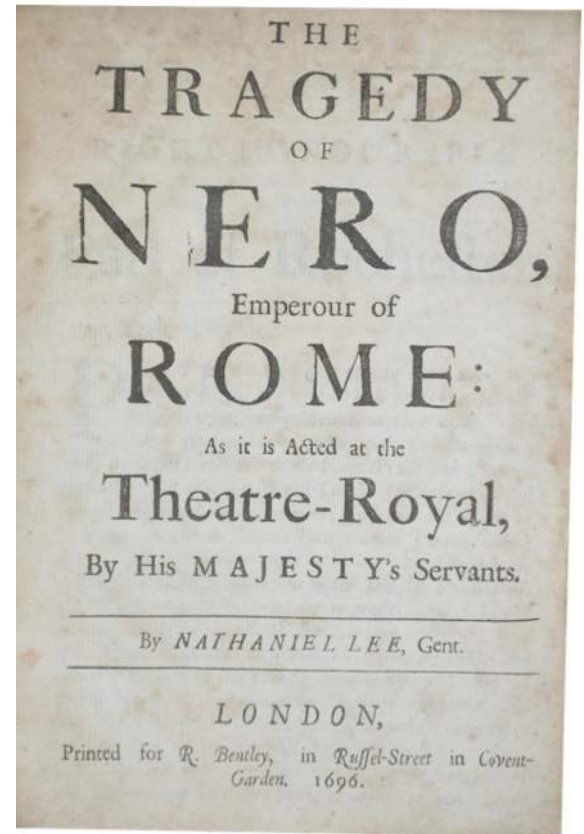 THE
TRAGEDY
OF
NERO,
Emperour of
ROME:
As it is Acted at the
Theatre-Royal,
By His MAJESTY's Servants.
By NATHANIEL LEE, Gent.
LONDON,
Printed for R. Bentley, in Russel-Street in Covent-
Garden. 1696.